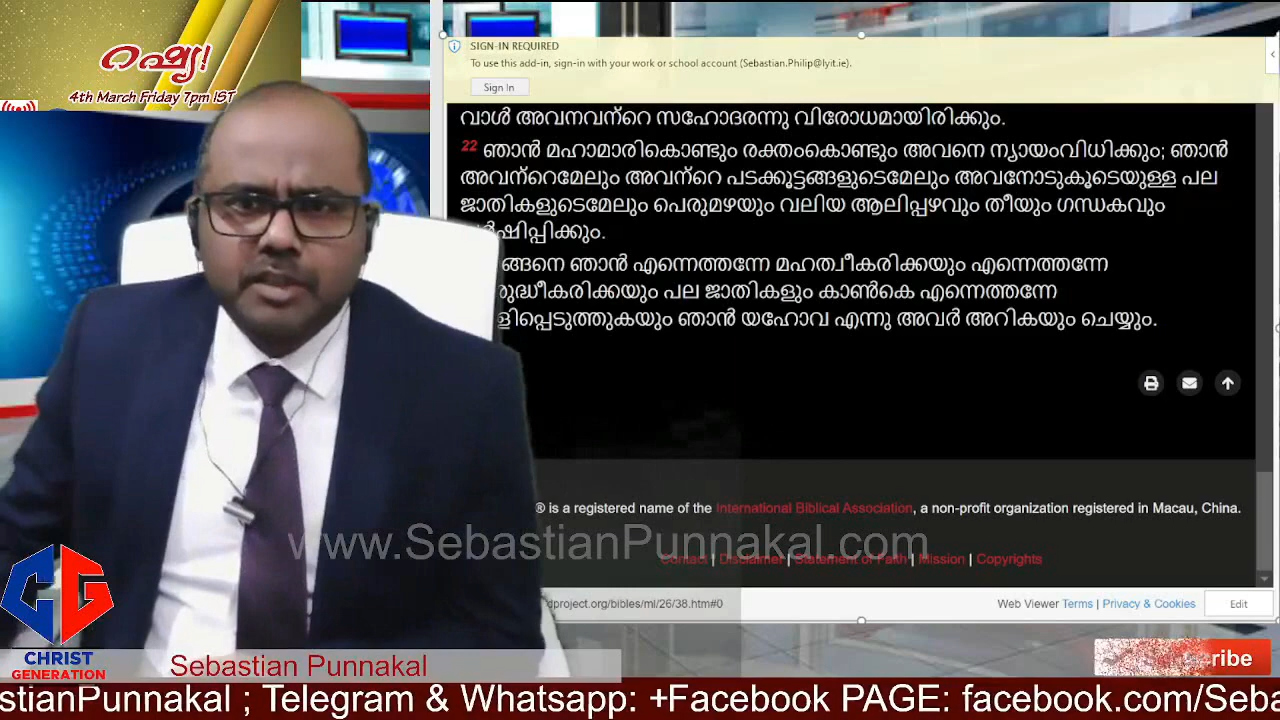 റഷ്യ!
4th March Friday 7pm IST
SIGN-IN REQUIRED
To use this add-in, sign-in with your work or school account (Sebastian.Philip@lyit.ie).
Sign In
വാൾ അവനവന്റെ സഹോദരന്നു വിരോധമായിരിക്കും.
22 ഞാൻ മഹാമാരികൊണ്ടും രക്തംകൊണ്ടും അവനെ ന്യായംവിധിക്കും; ഞാൻ
അവന്റെമേലും അവന്റെ പടക്കൂട്ടങ്ങളുടെമേലും അവനോടുകൂടെയുള്ള പല
ജാതികളുടെമേലും പെരുമഴയും വലിയ ആലിപ്പഴവും തീയും ഗന്ധകവും
ഷിപ്പിക്കും.
ങ്ങനെ ഞാൻ എന്നെത്തന്നേ മഹത്വീകരിക്കയും എന്നെത്തന്നേ
രുദ്ധീകരിക്കയും പല ജാതികളും കാൺകെ എന്നെത്തന്നേ
ളിപ്പെടുത്തുകയും ഞാൻ യഹോവ എന്നു അവർ അറികയും ചെയ്യും.
® is a registered name of the International Biblical Association, a non-profit organization registered in Macau, China.
www.SebastianPunnakal.com
Contact | Disclaimer | Statement of Faith | Mission | Copyrights
dproject.org/bibles/ml/26/38.htm#0
Web Viewer Terms | Privacy & Cookies
Edit
CHRIST
GENERATION
Sebastian Punnakal
ribe
stianPunnakal ; Telegram & Whatsapp: +Facebook PAGE: facebook.com/Seba